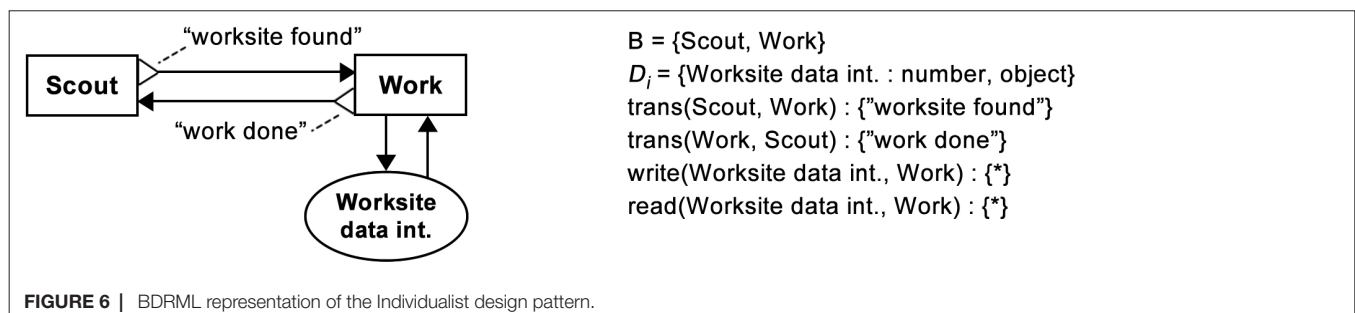 “worksite found”
Scout
Work
“work done”
Worksite
data int.
B = {Scout, Work}
D_i = {Worksite data int. : number, object}
trans(Scout, Work) : {”worksite found”}
trans(Work, Scout) : {”work done”}
write(Worksite data int., Work) : {*}
read(Worksite data int., Work) : {*}
FIGURE 6 | BDRML representation of the Individualist design pattern.